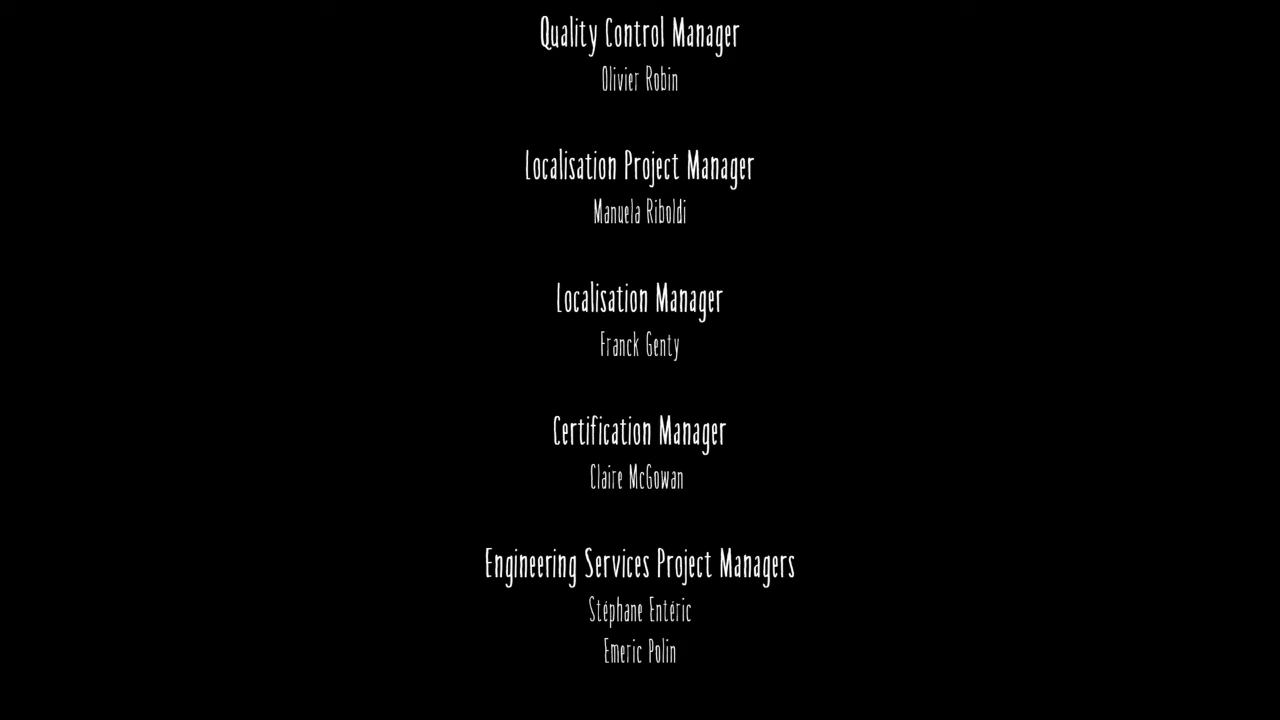 Quality Control Manager
Olivier Robin
Localisation Project Manager
Manuela Riboldi
Localisation Manager
Franck Genty
Certification Manager
Claire McGowan
Engineering Services Project Managers
Stéphane Entéric
Emeric Polin